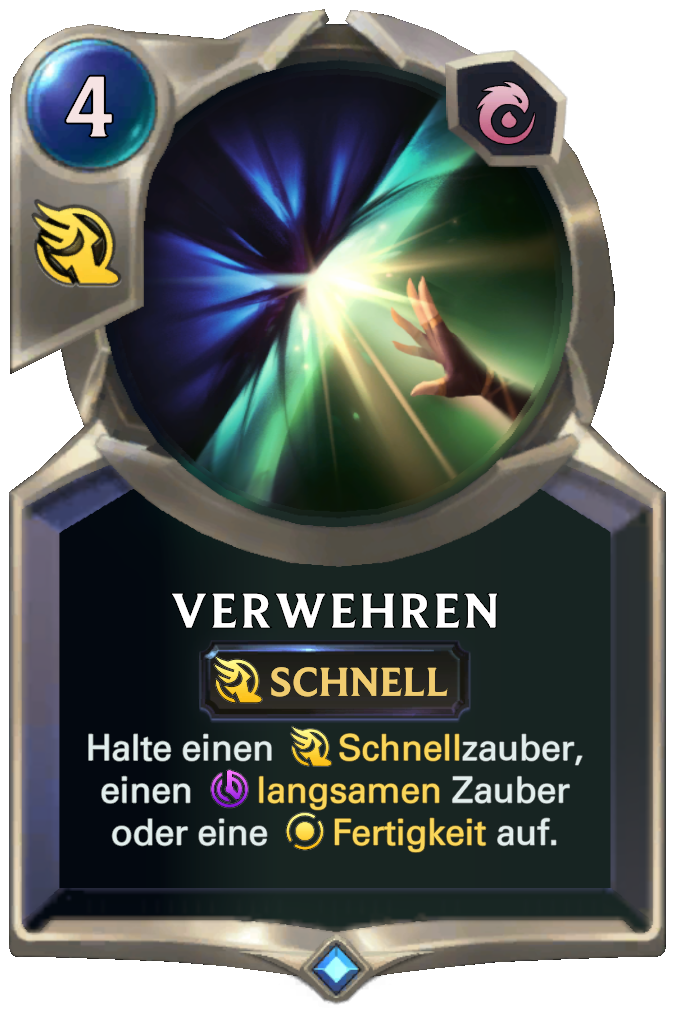 4
VERWEHREN
SCHNELL
Halte einen Schnellzauber,
einen langsamen Zauber
oder eine Fertigkeit auf.